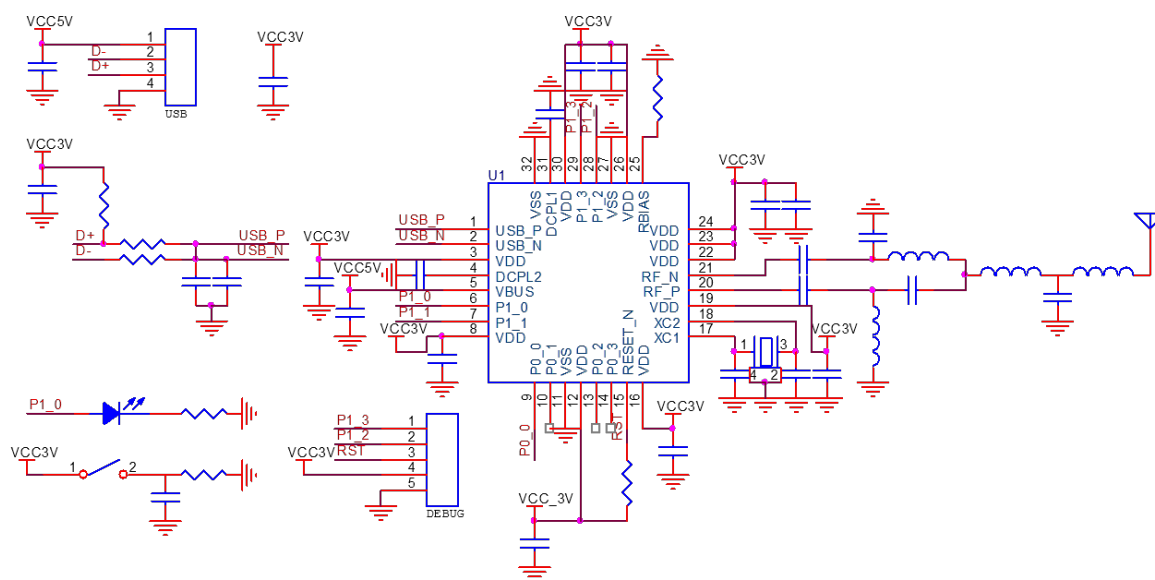 VCC5V
1
D- 2
D+ 3
4
USB
VCC3V
VCC3V
D+ USB_P
D- USB_N
VCC3V
P1_3
P1_2
32 31 30 29 28 27 26 25
U1
VSS DCPL1 VDD P1_3 P1_2 VSS VDD RBIAS
USB_P 1 USB_P
USB_N 2 USB_N
VCC3V 3 VDD
4 DCPL2
VCC5V 5 VBUS
P1_0 6 P1_0
P1_1 7 P1_1
VCC3V 8 VDD
VCC3V
VDD 24
VDD 23
VDD 22
RF_N 21
RF_P 20
VDD 19
XC2 18
XC1 17
VCC3V
1 3
4 2
P0_0 P0_1 VSS VDD P0_2 P0_3 RESET_N VDD
9 10 11 12 13 14 15 16
P0_0
RST
VCC3V
VCC_3V
P1_0
VCC3V
1 2
P1_3 1
P1_2 2
RST 3
VCC3V 4
5
DEBUG